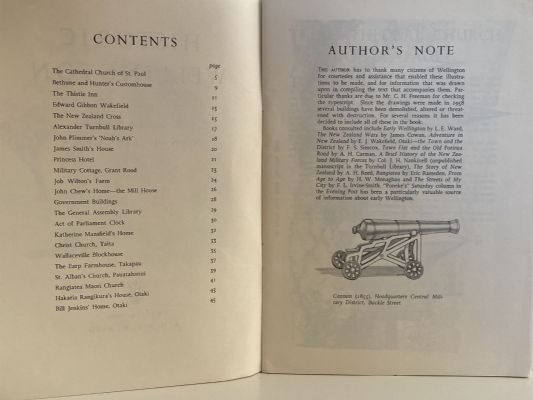 CONTENTS
page
The Cathedral Church of St. Paul 5
Bethune and Hunter's Customhouse 9
The Thistle Inn 11
Edward Gibbon Wakefield 13
The New Zealand Cross 15
Alexander Turnbull Library 17
John Plimmer's 'Noah's Ark' 18
James Smith's House 20
Princess Hotel 21
Military Cottage, Grant Road 23
Job Wilton's Farm 24
John Chew's Home—the Mill House 26
Government Buildings 28
The General Assembly Library 29
Act of Parliament Clock 30
Katherine Mansfield's Home 32
Christ Church, Taita 33
Wallaceville Blockhouse 35
The Earp Farmhouse, Takapau 37
St. Alban's Church, Pauatahanui 39
Rangiatea Maori Church 41
Hakaria Rangikura's House, Otaki 43
Bill Jenkins' Home, Otaki 45
AUTHOR'S NOTE
THE AUTHOR has to thank many citizens of Wellington
for courtesies and assistance that enabled these illustra-
tions to be made, and for information that was drawn
upon in compiling the text that accompanies them. Par-
ticular thanks are due to Mr. C. H. Freeman for checking
the typescript. Since the drawings were made in 1958
several buildings have been demolished, altered or threat-
ened with destruction. For several reasons it has been
decided to include all of these in the book.
Books consulted include Early Wellington by L. E. Ward,
The New Zealand Wars by James Cowan, Adventure in
New Zealand by E. J. Wakefield, Otaki—the Town and the
District by F. S. Simcox, Tawa Flat and the Old Porirua
Road by A. H. Carman, A Brief History of the New Zea-
land Military Forces by Col. J. H. Nankivell (unpublished
manuscript in the Turnbull Library), The Story of New
Zealand by A. H. Reed, Rangiatea by Eric Ramsden, From
Age to Age by H. W. Monaghan and The Streets of My
City by F. L. Irvine-Smith. "Poneke's" Saturday column in
the Evening Post has been a particularly valuable source
of information about early Wellington.
Cannon (1855), Headquarters Central Mili-
tary District, Buckle Street